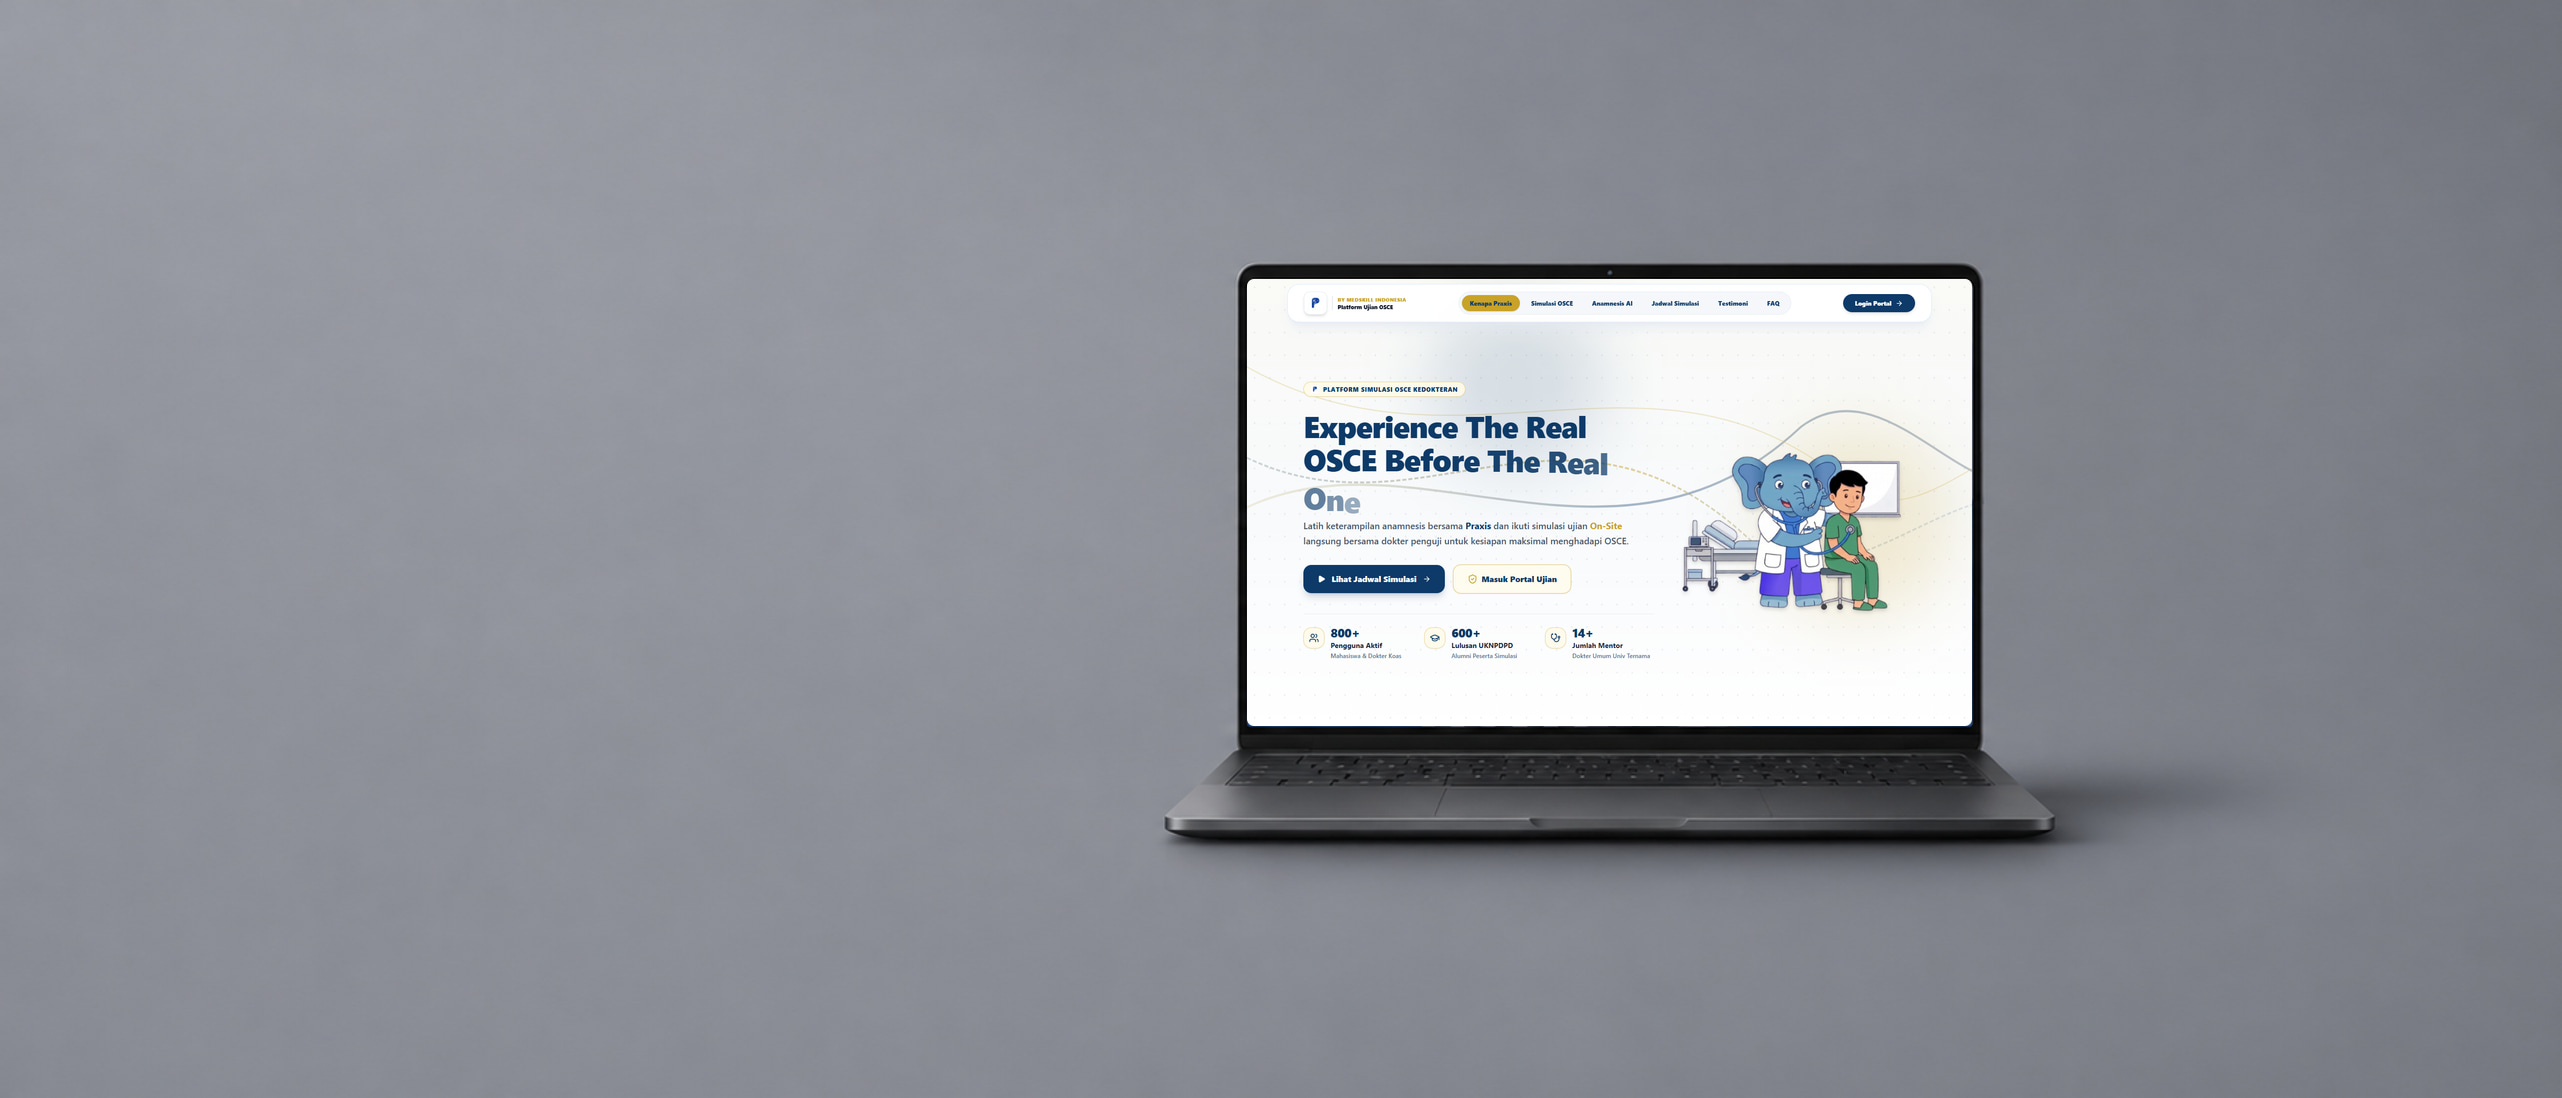 BY MEDSKILL INDONESIA
Platform Ujian OSCE
Kenapa Praxis
Simulasi OSCE
Anamnesis AI
Jadwal Simulasi
Testimoni
FAQ
Login Portal
PLATFORM SIMULASI OSCE KEDOKTERAN
Experience The Real
OSCE Before The Real
One
Latih keterampilan anamnesis bersama Praxis dan ikuti simulasi ujian On-Site
langsung bersama dokter penguji untuk kesiapan maksimal menghadapi OSCE.
Lihat Jadwal Simulasi
Masuk Portal Ujian
800+
Pengguna Aktif
Mahasiswa & Dokter Koas
600+
Lulusan UKNPDPD
Alumni Peserta Simulasi
14+
Jumlah Mentor
Dokter Umum Univ Ternama